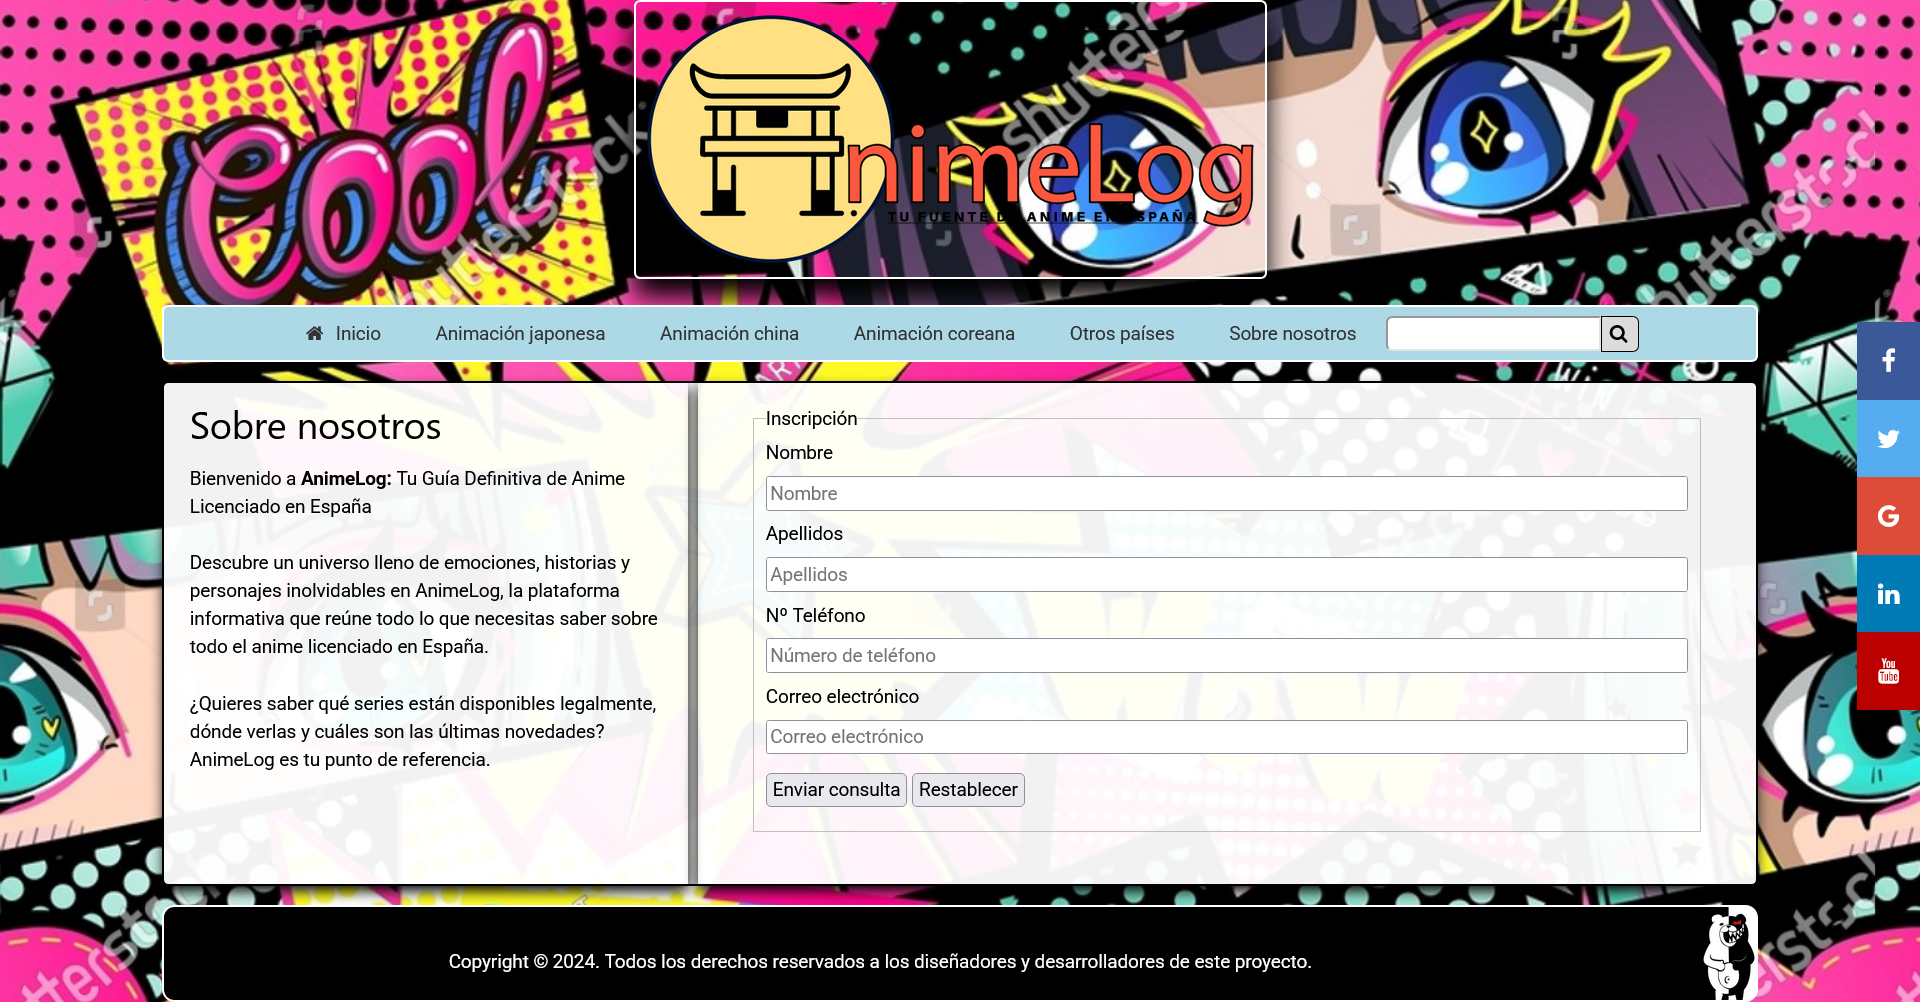 Cool
shutterstock
nimeLog
TU FUENTE DE ANIME EN ESPAÑA
Inicio
Animación japonesa
Animación china
Animación coreana
Otros países
Sobre nosotros
Sobre nosotros
Bienvenido a AnimeLog: Tu Guía Definitiva de Anime
Licenciado en España
Descubre un universo lleno de emociones, historias y
personajes inolvidables en AnimeLog, la plataforma
informativa que reúne todo lo que necesitas saber sobre
todo el anime licenciado en España.
¿Quieres saber qué series están disponibles legalmente,
dónde verlas y cuáles son las últimas novedades?
AnimeLog es tu punto de referencia.
Inscripción
Nombre
Nombre
Apellidos
Apellidos
Nº Teléfono
Número de teléfono
Correo electrónico
Correo electrónico
Enviar consulta
Restablecer
You
Tube
Copyright © 2024. Todos los derechos reservados a los diseñadores y desarrolladores de este proyecto.